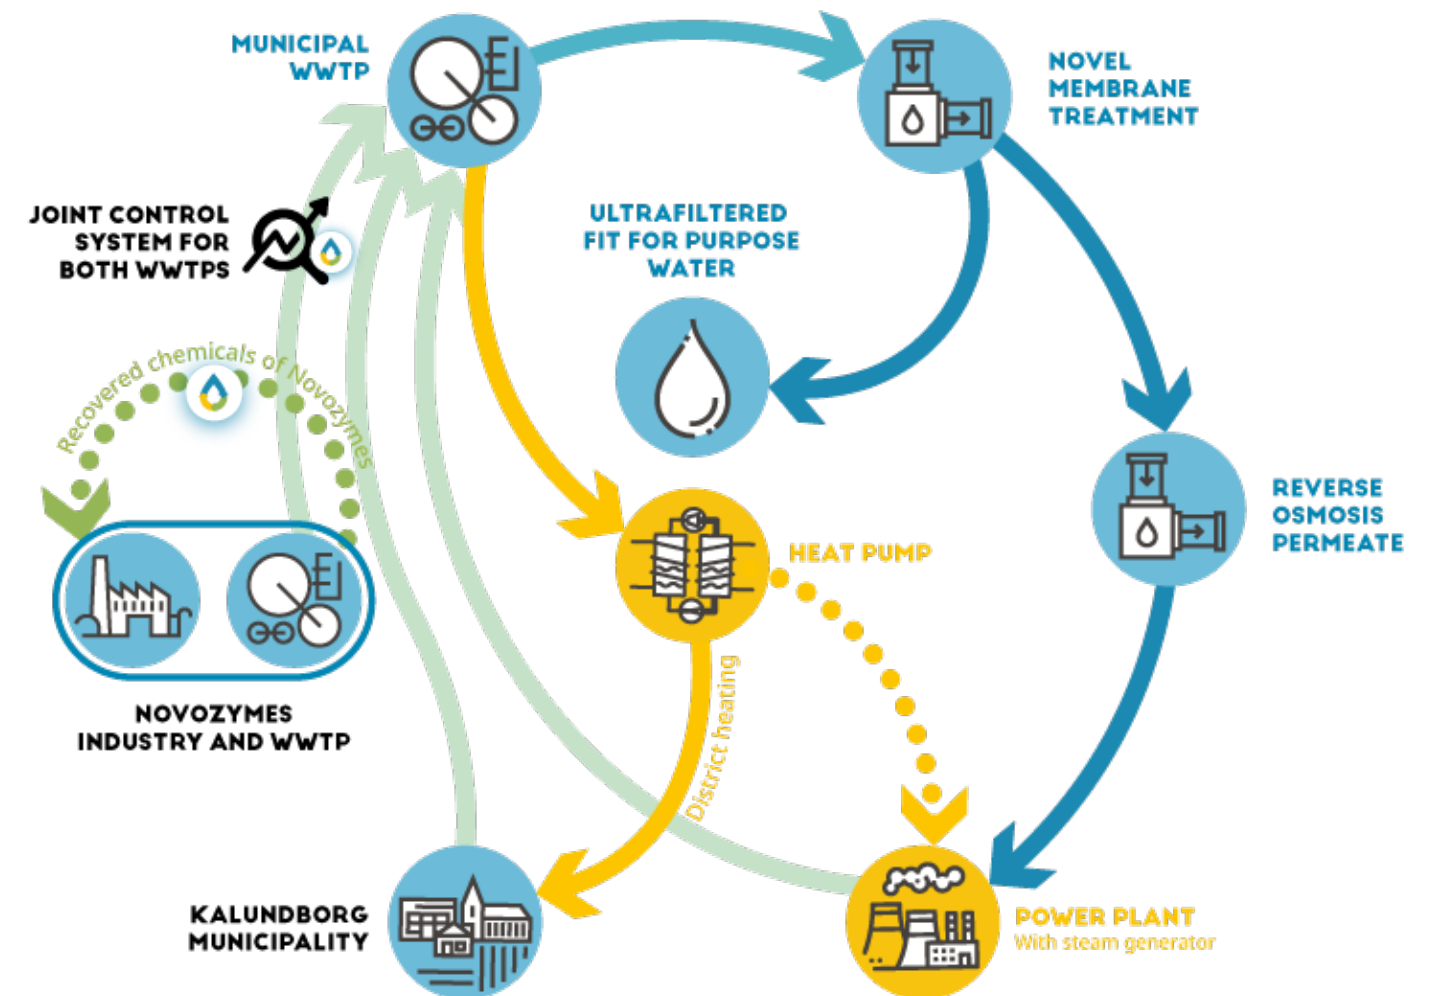 MUNICIPAL
WWTP
NOVEL
MEMBRANE
TREATMENT
JOINT CONTROL
SYSTEM FOR
BOTH WWTPS
ULTRAFILTERED
FIT FOR PURPOSE
WATER
Recovered chemicals of Novozymes
REVERSE
OSMOSIS
PERMEATE
HEAT PUMP
NOVOZYMES
INDUSTRY AND WWTP
District heating
KALUNDBORG
MUNICIPALITY
POWER PLANT
With steam generator